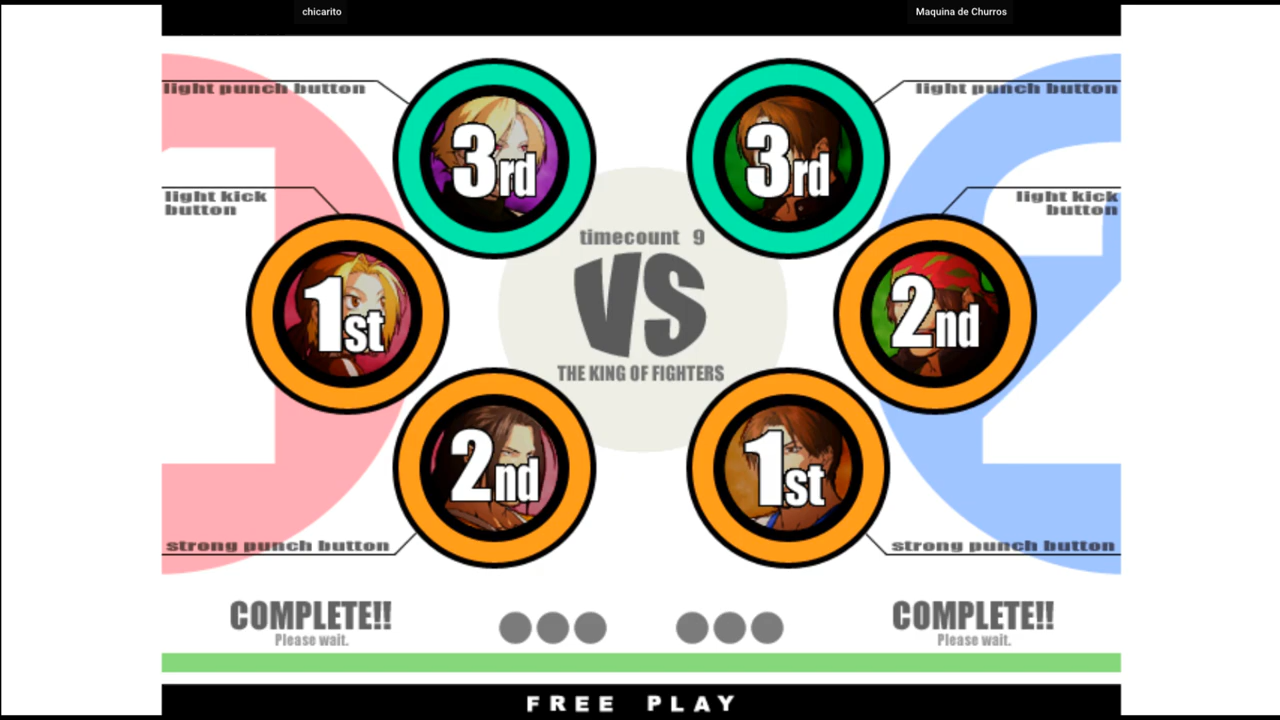 chicarito
Maquina de Churros
light punch button
light punch button
3rd
3rd
light kick
button
light kick
button
timecount 9
VS
THE KING OF FIGHTERS
1st
2nd
2nd
1st
strong punch button
strong punch button
COMPLETE!!
Please wait.
COMPLETE!!
Please wait.
FREE PLAY